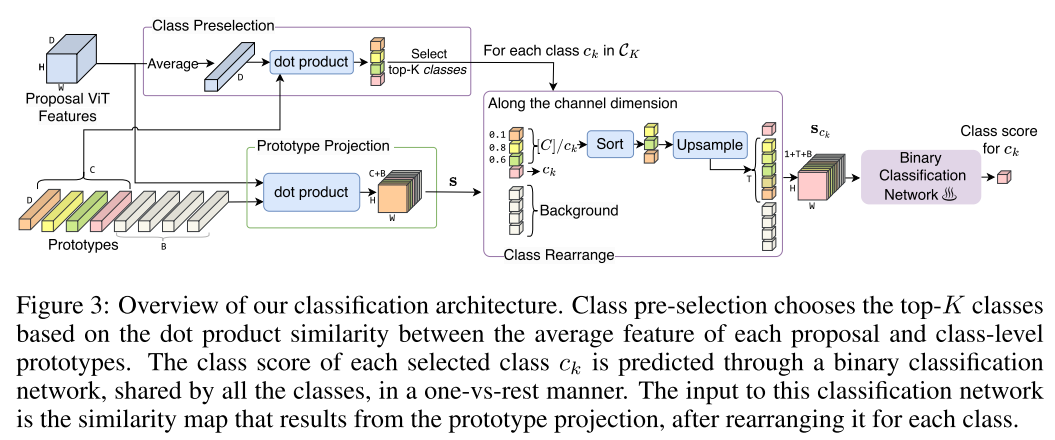 Class Preselection
D
H
W
Proposal ViT
Features
Average
D
dot product
Select
top-K classes
For each class c_k in C_K
Prototype Projection
C
D
Prototypes
B
dot product
C+B
H
W
s
Along the channel dimension
0.1
0.8
0.6
[C]/c_k
c_k
Sort
Upsample
T
Background
Class Rearrange
s_{c_k}
1+T+B
H
W
Binary
Classification
Network
Class score
for c_k
Figure 3: Overview of our classification architecture. Class pre-selection chooses the top-K classes
based on the dot product similarity between the average feature of each proposal and class-level
prototypes. The class score of each selected class c_k is predicted through a binary classification
network, shared by all the classes, in a one-vs-rest manner. The input to this classification network
is the similarity map that results from the prototype projection, after rearranging it for each class.